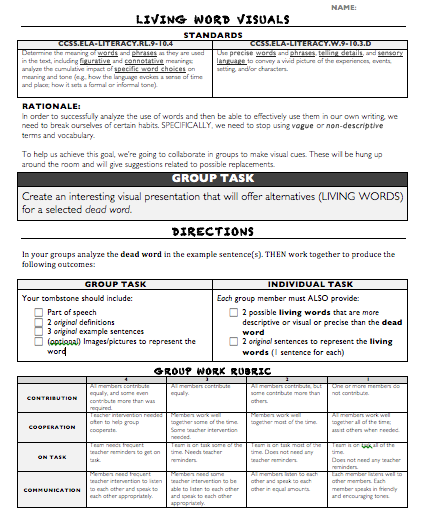 NAME:
LIVING WORD VISUALS
STANDARDS
CCSS.ELA-LITERACY.RL.9-10.4
Determine the meaning of words and phrases as they are used
in the text, including figurative and connotative meanings;
analyze the cumulative impact of specific word choices on
meaning and tone (e.g., how the language evokes a sense of time
and place; how it sets a formal or informal tone).
CCSS.ELA-LITERACY.W.9-10.3.D
Use precise words and phrases, telling details, and sensory
language to convey a vivid picture of the experiences, events,
setting, and/or characters.
RATIONALE:
In order to successfully analyze the use of words and then be able to effectively use them in our own writing, we
need to break ourselves of certain habits. SPECIFICALLY, we need to stop using vague or non-descriptive
terms and vocabulary.
To help us achieve this goal, we're going to collaborate in groups to make visual cues. These will be hung up
around the room and will give suggestions related to possible replacements.
GROUP TASK
Create an interesting visual presentation that will offer alternatives (LIVING WORDS)
for a selected dead word.
DIRECTIONS
In your groups analyze the dead word in the example sentence(s). THEN work together to produce the
following outcomes:
GROUP TASK
Your tombstone should include:
Part of speech
2 original definitions
3 original example sentences
(optional) Images/pictures to represent the
word
INDIVIDUAL TASK
Each group member must ALSO provide:
2 possible living words that are more
descriptive or visual or precise than the dead
word
2 original sentences to represent the living
words (1 sentence for each)
GROUP WORK RUBRIC
4
3
2
1
CONTRIBUTION
All members contribute
equally, and some even
contribute more than was
required.
All members contribute
equally.
All members contribute, but
some contribute more than
others.
One or more members do
not contribute.
COOPERATION
Teacher intervention needed
often to help group
cooperate.
Members work well
together some of the time.
Some teacher intervention
needed.
Members work well
together most of the time.
All members work well
together all of the time;
assist others when needed.
ON TASK
Team needs frequent
teacher reminders to get on
task.
Team is on task some of the
time. Needs teacher
reminders.
Team is on task most of the
time. Does not need any
teacher reminders.
Team is on all of the
time.
Does not need any teacher
reminders.
COMMUNICATION
Members need frequent
teacher intervention to listen
to each other and speak to
each other appropriately.
Members need some
teacher intervention to be
able to listen to each other
and speak to each other
appropriately.
All members listen to each
other and speak to each
other in equal amounts.
Each member listens well to
other members. Each
member speaks in friendly
and encouraging tones.